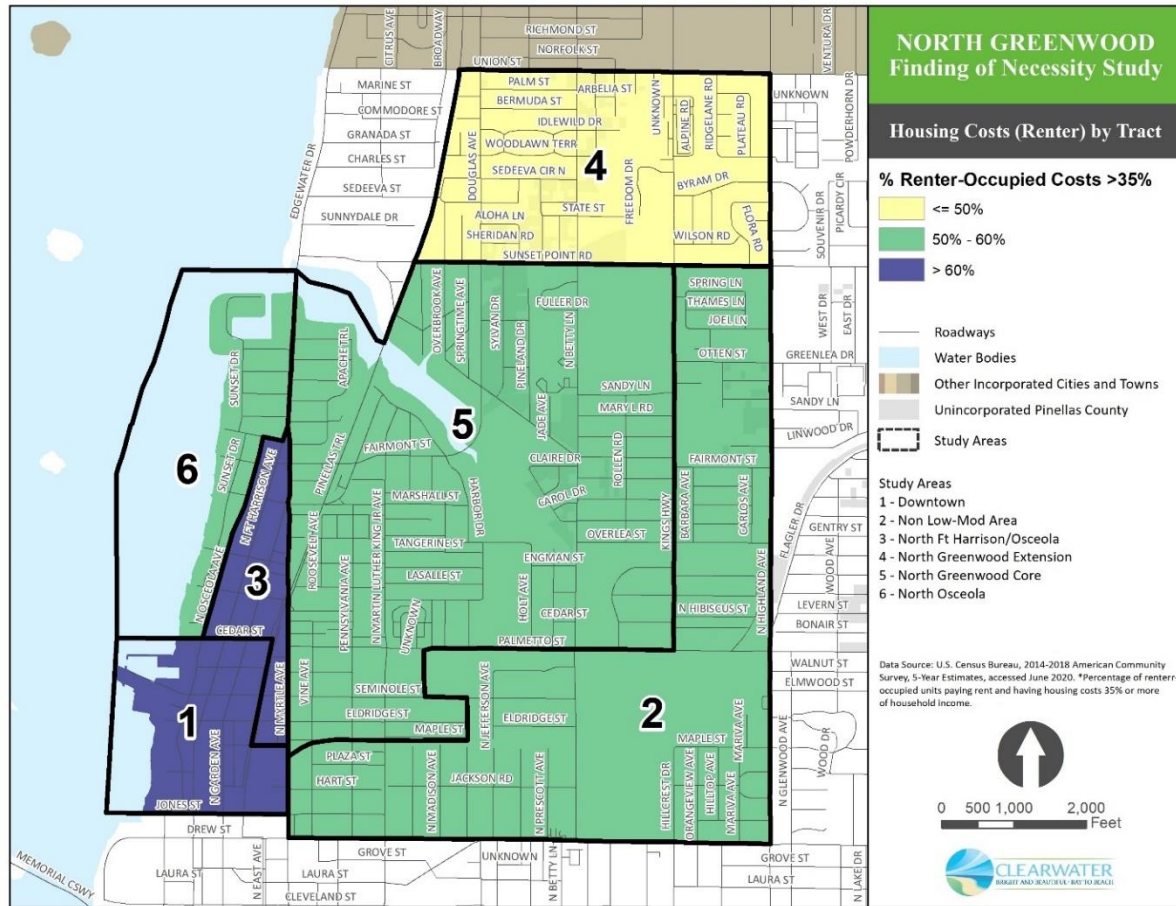 NORTH GREENWOOD
Finding of Necessity Study
Housing Costs (Renter) by Tract
% Renter-Occupied Costs >35%
<= 50%
50% - 60%
> 60%
Roadways
Water Bodies
Other Incorporated Cities and Towns
Unincorporated Pinellas County
Study Areas
Study Areas
1 - Downtown
2 - Non Low-Mod Area
3 - North Ft Harrison/Osceola
4 - North Greenwood Extension
5 - North Greenwood Core
6 - North Osceola
Data Source: U.S. Census Bureau, 2014-2018 American Community
Survey, 5-Year Estimates, accessed June 2020. *Percentage of renter-
occupied units paying rent and having housing costs 35% or more
of household income.
0 500 1,000 2,000
Feet
CLEARWATER
BRIGHT AND BEAUTIFUL · BAY TO BEACH
CITRUS AVE
BROADWAY
RICHMOND ST
NORFOLK ST
UNION ST
VENTURA DR
MARINE ST
COMMODORE ST
GRANADA ST
CHARLES ST
SEDEEVA ST
SUNNYDALE DR
EDGEWATER DR
PALM ST
ARBELIA ST
BERMUDA ST
IDLEWILD DR
WOODLAWN TERR
SEDEEVA CIR N
DOUGLAS AVE
ALOHA LN
STATE ST
SHERIDAN RD
SUNSET POINT RD
FREEDOM DR
UNKNOWN
ALPINE RD
RIDGELANE RD
PLATEAU RD
BYRAM DR
WILSON RD
FLORA RD
4
UNKNOWN
POWDERHORN DR
SOUVENIR DR
PICARDY CIR
OVERBROOK AVE
SPRINGTIME AVE
SYLVAN DR
PINELAND DR
FULLER DR
N BETTY LN
SPRING LN
THAMES LN
JOEL LN
OTTEN ST
WEST DR
EAST DR
GREENLEA DR
SUNSET DR
APACHE TRL
SANDY LN
MARY L RD
JADE AVE
SANDY LN
LINWOOD DR
5
6
SUNSET DR
N FT HARRISON AVE
PINELLAS TRL
FAIRMONT ST
CLAIRE DR
ROLLEN RD
CAROL DR
FAIRMONT ST
MARSHALL ST
HARBOR DR
KINGS HWY
BARBARA AVE
CARLOS AVE
FLAGLER DR
GENTRY ST
ROOSEVELT AVE
TANGERINE ST
OVERLEA ST
ENGMAN ST
LASALLE ST
PENNSYLVANIA AVE
N MARTIN LUTHER KING JR AVE
HOLT AVE
CEDAR ST
N HIBISCUS ST
N HIGHLAND AVE
WOOD AVE
LEVERN ST
BONAIR ST
3
N OSCEOLA AVE
CEDAR ST
UNKNOWN
PALMETTO ST
WALNUT ST
ELMWOOD ST
N MYRTLE AVE
VINE AVE
SEMINOLE ST
ELDRIDGE ST
MAPLE ST
N JEFFERSON AVE
ELDRIDGE ST
2
MAPLE ST
MARIVA AVE
N GLENWOOD AVE
WOOD DR
1
N GARDEN AVE
PLAZA ST
HART ST
N MADISON AVE
JACKSON RD
N PRESCOTT AVE
HILLCREST DR
ORANGEVIEW AVE
HILLTOP AVE
MARIVA AVE
JONES ST
DREW ST
MEMORIAL CSWY
LAURA ST
N EAST AVE
GROVE ST
LAURA ST
CLEVELAND ST
UNKNOWN
N BETTY LN
GROVE ST
LAURA ST
N LAKE DR